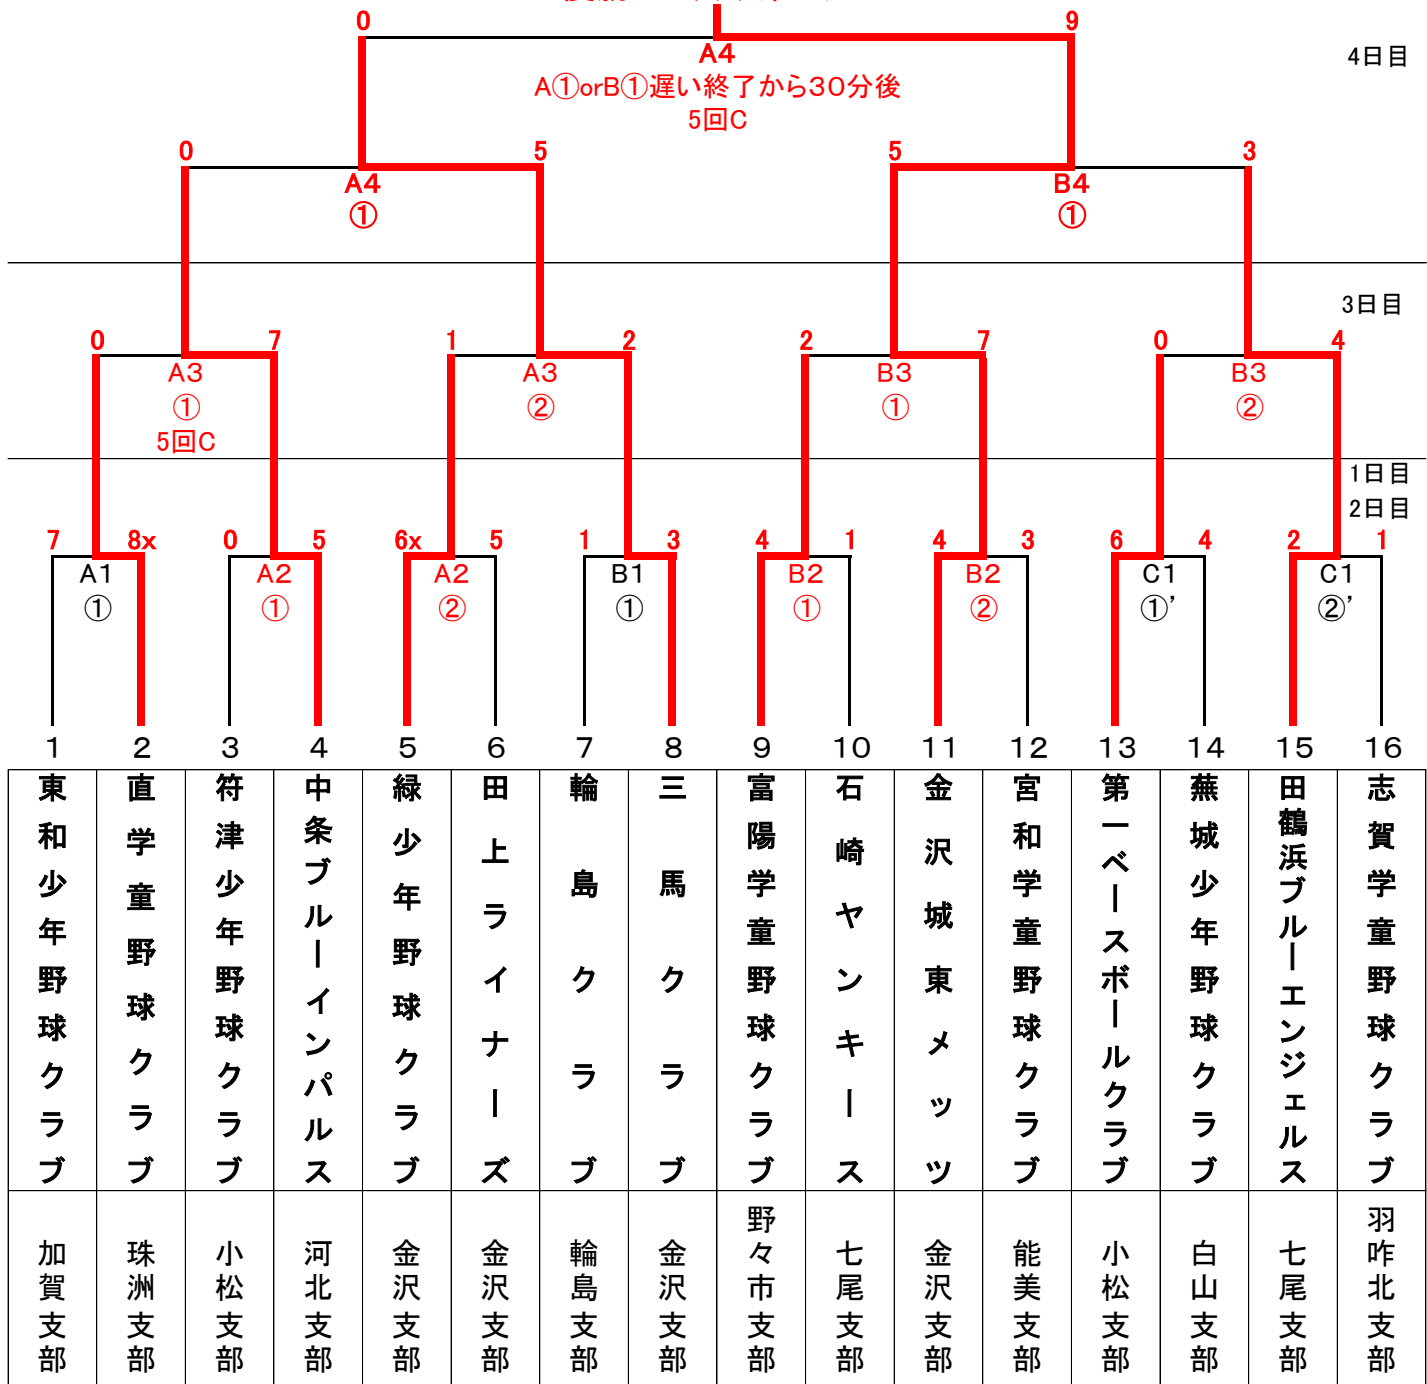 0 9
A4
4日目
A①orB①遅い終了から30分後
5回C
0 5 5 3
A4 B4
① ①
3日目
0 7 1 2 2 7 0 4
A3 A3 B3 B3
① ② ① ②
5回C
1日目
2日目
7 8x 0 5 6x 5 1 3 4 1 4 3 6 4 2 1
A1 A2 A2 B1 B2 B2 C1 C1
① ① ② ① ① ② ①’ ②’
1 2 3 4 5 6 7 8 9 10 11 12 13 14 15 16
東和少年野球クラブ
直学童野球クラブ
符津少年野球クラブ
中条ブルーインパルス
緑少年野球クラブ
田上ライナーズ
輪島クラブ
三馬クラブ
富陽学童野球クラブ
石崎ヤンキース
金沢城東メッツ
宮和学童野球クラブ
第一ベースボールクラブ
蕪城少年野球クラブ
田鶴浜ブルーエンジェルス
志賀学童野球クラブ
加賀支部
珠洲支部
小松支部
河北支部
金沢支部
金沢支部
輪島支部
金沢支部
野々市支部
七尾支部
金沢支部
能美支部
小松支部
白山支部
七尾支部
羽咋北支部